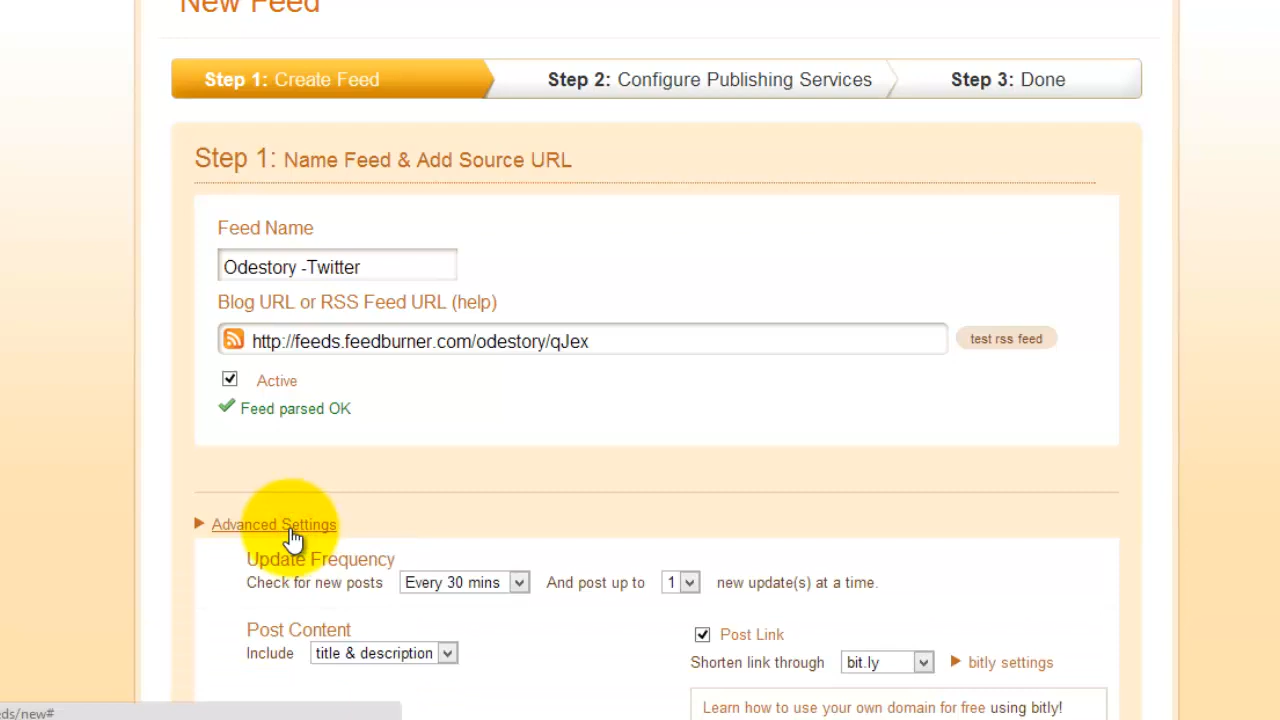 New Feed
Step 1: Create Feed
Step 2: Configure Publishing Services
Step 3: Done
Step 1: Name Feed & Add Source URL
Feed Name
Odestory -Twitter
Blog URL or RSS Feed URL (help)
http://feeds.feedburner.com/odestory/qJex
test rss feed
Active
Feed parsed OK
Advanced Settings
Update Frequency
Check for new posts Every 30 mins And post up to 1 new update(s) at a time.
Post Content
Include title & description
Post Link
Shorten link through bit.ly bitly settings
Learn how to use your own domain for free using bitly!
eds/new#